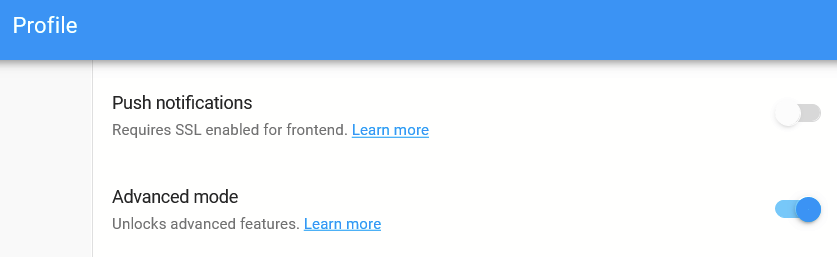 Profile
Push notifications
Requires SSL enabled for frontend. Learn more
Advanced mode
Unlocks advanced features. Learn more